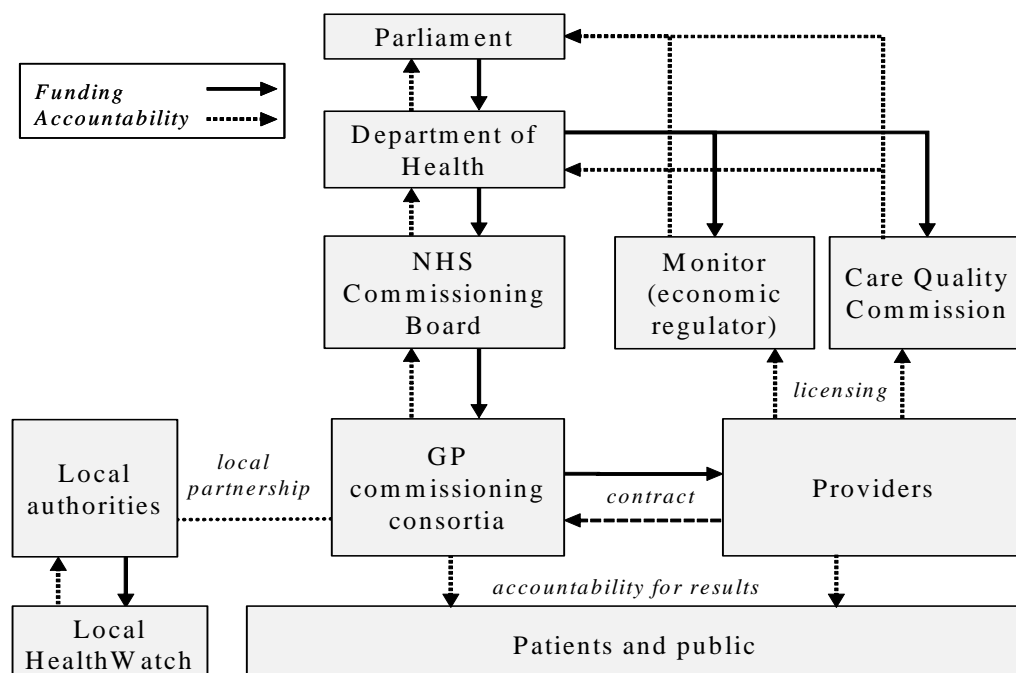 Parliament
Funding
Accountability
Department of
Health
NHS
Commissioning
Board
Monitor
(economic
regulator)
Care Quality
Commission
licensing
Local
authorities
local
partnership
GP
commissioning
consortia
contract
Providers
accountability for results
Local
HealthWatch
Patients and public